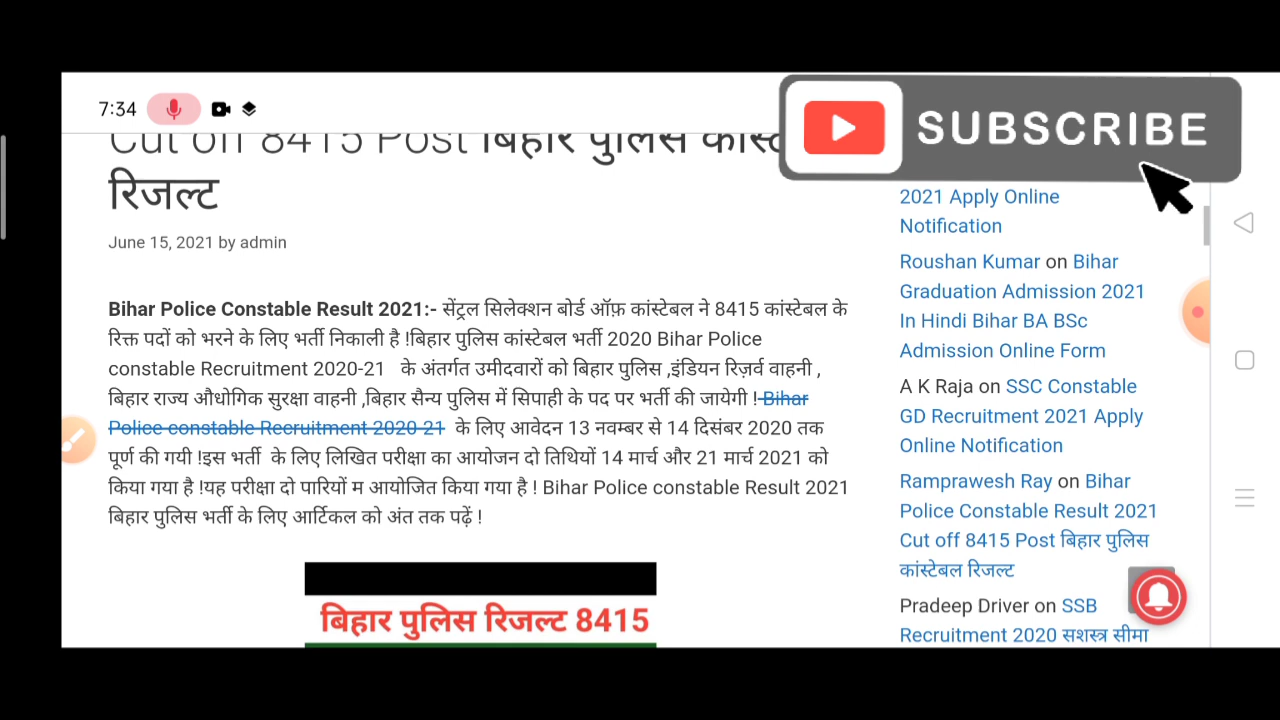 7:34
SUBSCRIBE
Cut off 8415 Post बिहार पुलिस
रिजल्ट
June 15, 2021 by admin
Bihar Police Constable Result 2021:- सेंट्रल सिलेक्शन बोर्ड ऑफ़ कांस्टेबल ने 8415 कांस्टेबल के
रिक्त पदों को भरने के लिए भर्ती निकाली है !बिहार पुलिस कांस्टेबल भर्ती 2020 Bihar Police
constable Recruitment 2020-21 के अंतर्गत उमीदवारों को बिहार पुलिस ,इंडियन रिज़र्व वाहनी ,
बिहार राज्य औधोगिक सुरक्षा वाहनी ,बिहार सैन्य पुलिस में सिपाही के पद पर भर्ती की जायेगी ! Bihar
Police constable Recruitment 2020-21 के लिए आवेदन 13 नवम्बर से 14 दिसंबर 2020 तक
पूर्ण की गयी !इस भर्ती के लिए लिखित परीक्षा का आयोजन दो तिथियों 14 मार्च और 21 मार्च 2021 को
किया गया है !यह परीक्षा दो पारियों म आयोजित किया गया है ! Bihar Police constable Result 2021
बिहार पुलिस भर्ती के लिए आर्टिकल को अंत तक पढ़ें !
बिहार पुलिस रिजल्ट 8415
2021 Apply Online
Notification
Roushan Kumar on Bihar
Graduation Admission 2021
In Hindi Bihar BA BSc
Admission Online Form
A K Raja on SSC Constable
GD Recruitment 2021 Apply
Online Notification
Ramprawesh Ray on Bihar
Police Constable Result 2021
Cut off 8415 Post बिहार पुलिस
कांस्टेबल रिजल्ट
Pradeep Driver on SSB
Recruitment 2020 सशस्त्र सीमा